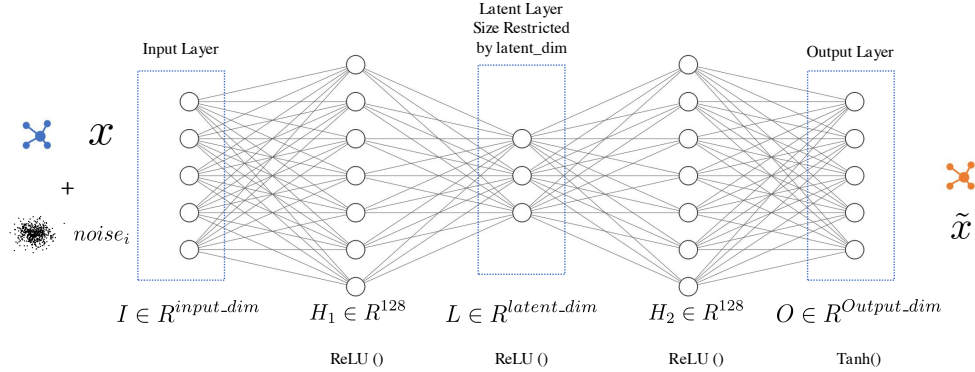 Latent Layer
Size Restricted
by latent_dim
Input Layer
Output Layer
x
+
noise_i
x̃
I ∈ R^{input_dim}
H_1 ∈ R^{128}
L ∈ R^{latent_dim}
H_2 ∈ R^{128}
O ∈ R^{Output_dim}
ReLU ()
ReLU ()
ReLU ()
Tanh()